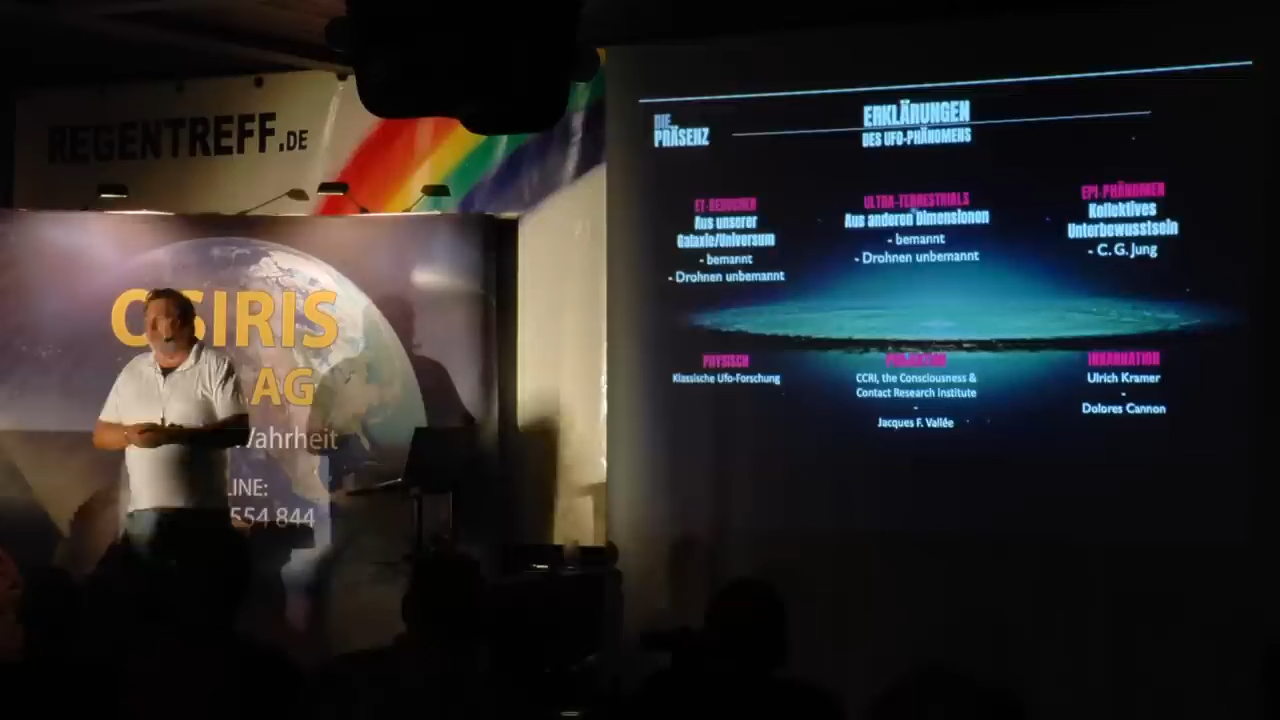 REGENTREFF.DE
OSIRIS
AG
Wahrheit
LINE:
554 844
DIE...
PRÄSENZ
ERKLÄRUNGEN
DES UFO-PHÄNOMENS
ET-BESUCHER
Aus unserer
Galaxie/Universum
- bemannt
- Drohnen unbemannt
ULTRA-TERRESTRIALS
Aus anderen Dimensionen
- bemannt
- Drohnen unbemannt
EPI-PHÄNOMEN
Kollektives
Unterbewusstsein
- C. G. Jung
PHYSISCH
Klassische Ufo-Forschung
CCRI, the Consciousness &
Contact Research Institute
-
Jacques F. Vallée
INKARNATION
Ulrich Kramer
-
Dolores Cannon